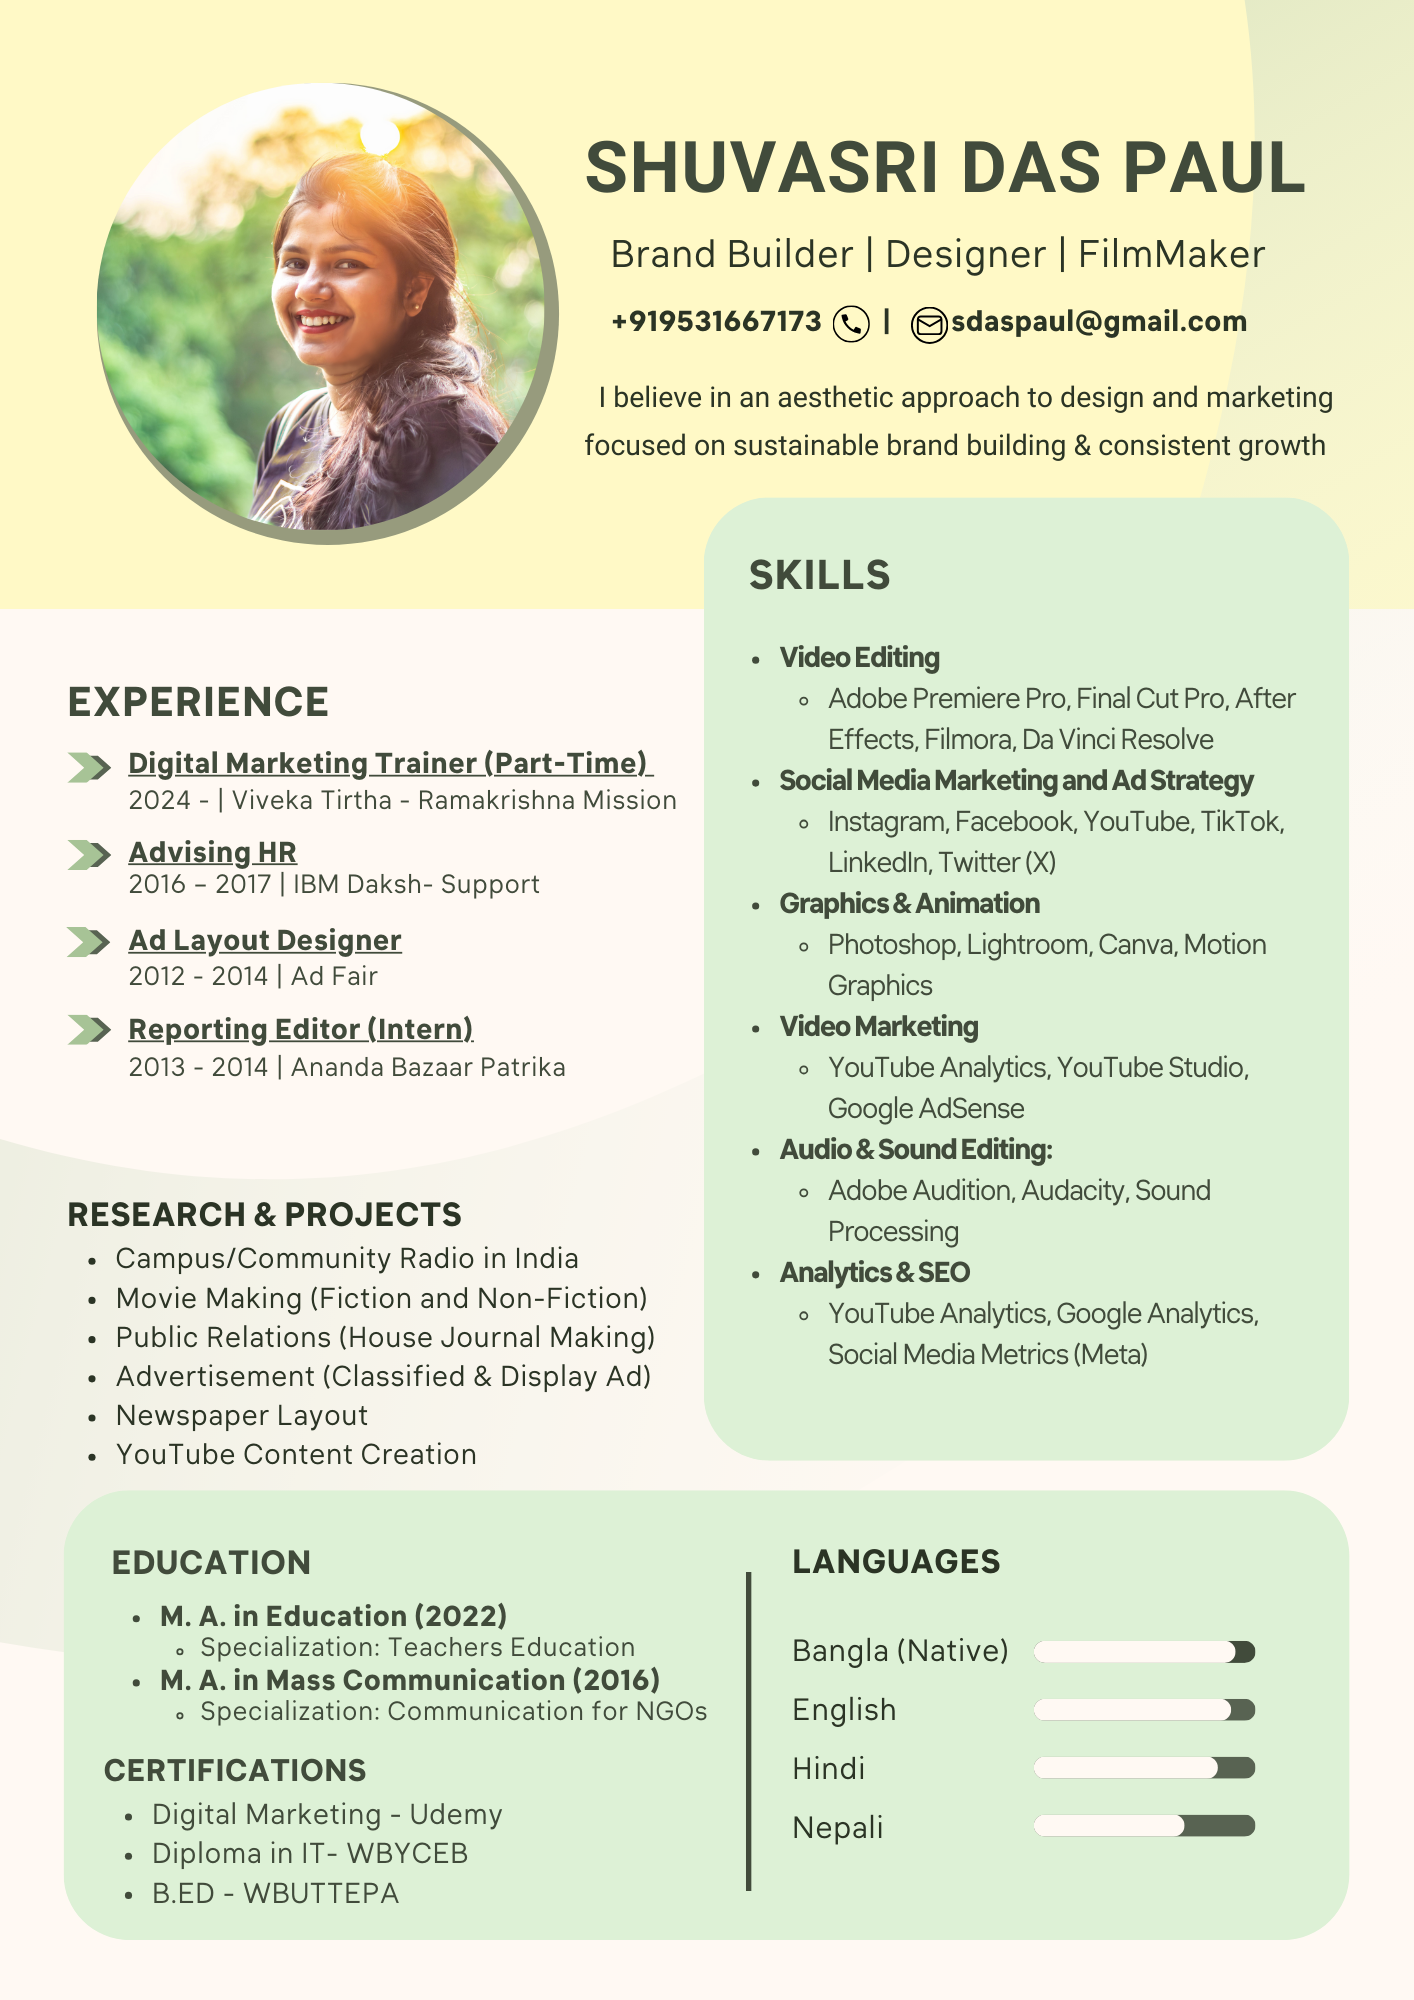 SHUVASRI DAS PAUL
Brand Builder | Designer | FilmMaker
+919531667173 | sdaspaul@gmail.com
I believe in an aesthetic approach to design and marketing
focused on sustainable brand building & consistent growth
EXPERIENCE
Digital Marketing Trainer (Part-Time)
2024 - | Viveka Tirtha - Ramakrishna Mission
Advising HR
2016 – 2017 | IBM Daksh- Support
Ad Layout Designer
2012 - 2014 | Ad Fair
Reporting Editor (Intern)
2013 - 2014 | Ananda Bazaar Patrika
RESEARCH & PROJECTS
• Campus/Community Radio in India
• Movie Making (Fiction and Non-Fiction)
• Public Relations (House Journal Making)
• Advertisement (Classified & Display Ad)
• Newspaper Layout
• YouTube Content Creation
SKILLS
• Video Editing
◦ Adobe Premiere Pro, Final Cut Pro, After
Effects, Filmora, Da Vinci Resolve
• Social Media Marketing and Ad Strategy
◦ Instagram, Facebook, YouTube, TikTok,
LinkedIn, Twitter (X)
• Graphics & Animation
◦ Photoshop, Lightroom, Canva, Motion
Graphics
• Video Marketing
◦ YouTube Analytics, YouTube Studio,
Google AdSense
• Audio & Sound Editing:
◦ Adobe Audition, Audacity, Sound
Processing
• Analytics & SEO
◦ YouTube Analytics, Google Analytics,
Social Media Metrics (Meta)
EDUCATION
• M. A. in Education (2022)
◦ Specialization: Teachers Education
• M. A. in Mass Communication (2016)
◦ Specialization: Communication for NGOs
CERTIFICATIONS
• Digital Marketing - Udemy
• Diploma in IT- WBYCEB
• B.ED - WBUTTEPA
LANGUAGES
Bangla (Native)
English
Hindi
Nepali